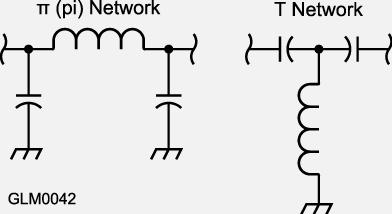 π (pi) Network
T Network
GLM0042